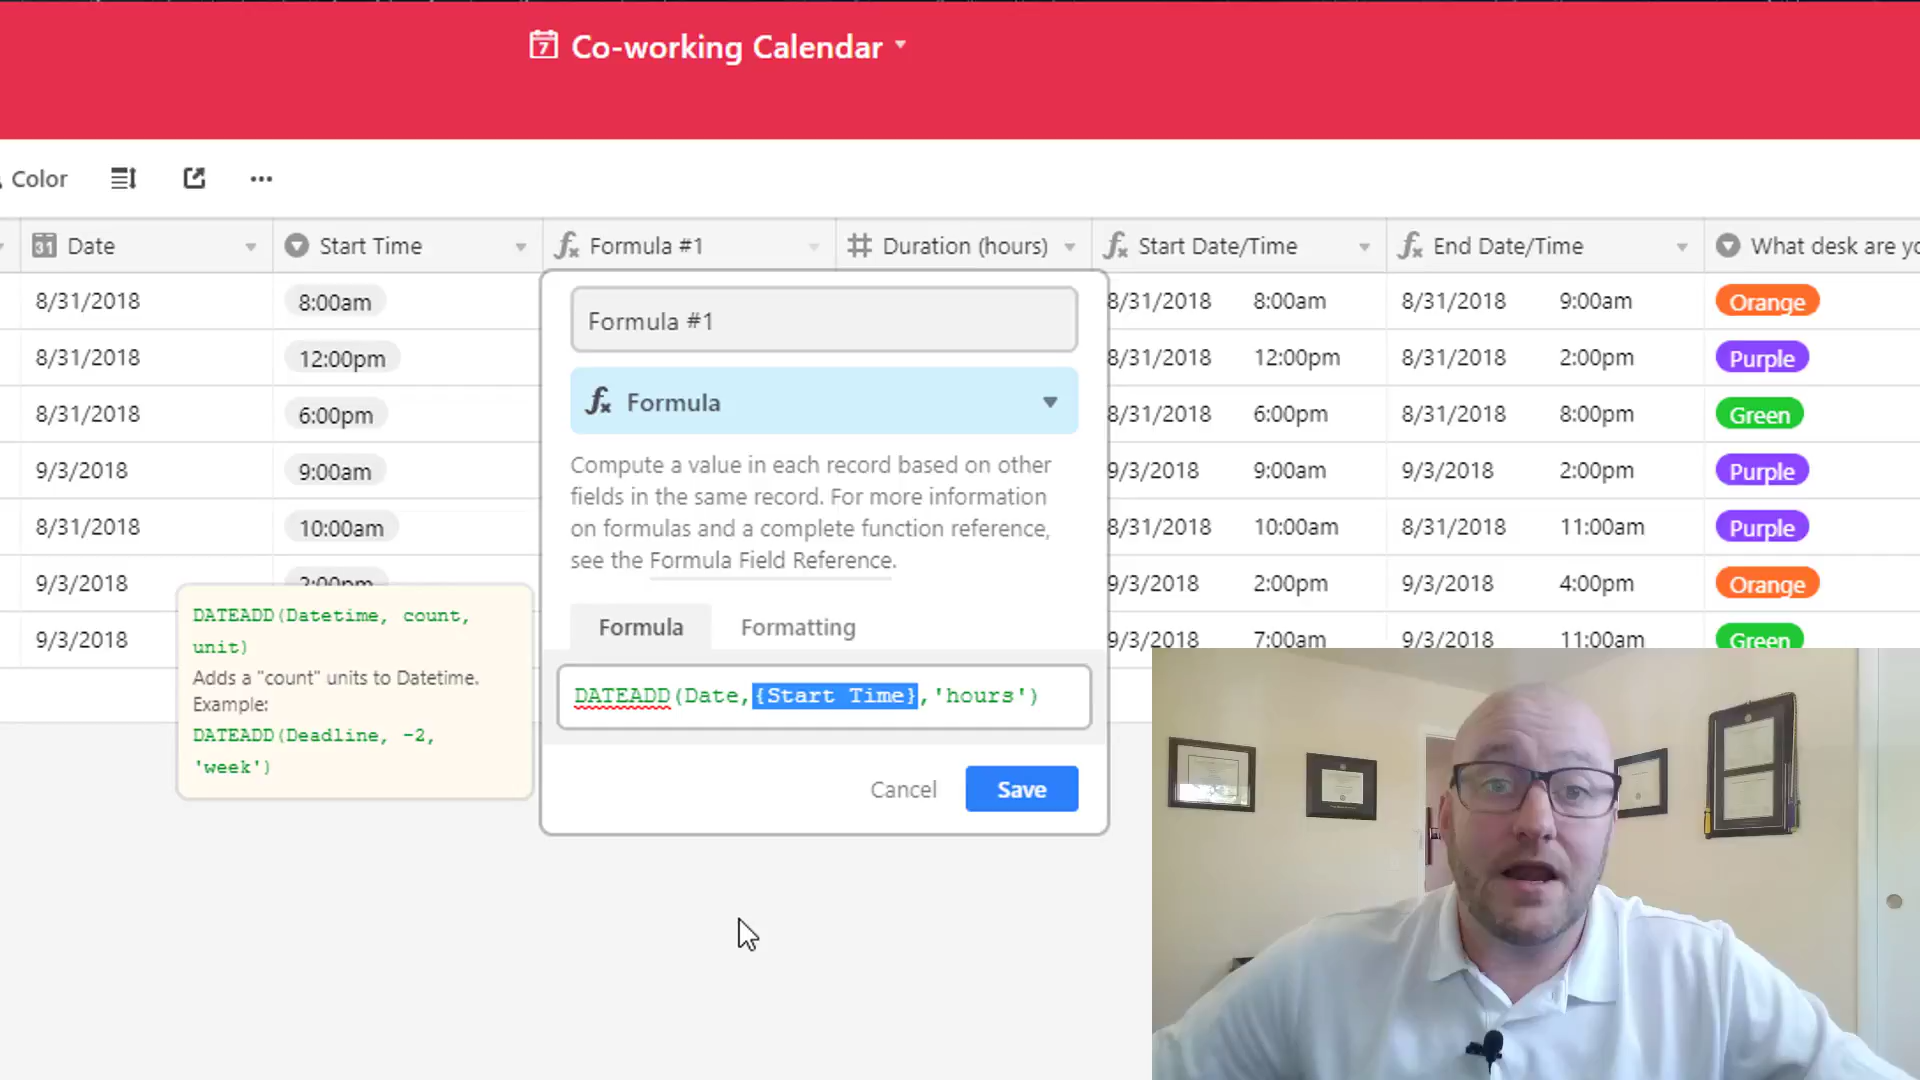 7 Co-working Calendar
Color
31 Date Start Time Formula #1 Duration (hours) Start Date/Time End Date/Time What desk are yo
8/31/2018 8:00am 8/31/2018 8:00am 8/31/2018 9:00am Orange
8/31/2018 12:00pm 8/31/2018 12:00pm 8/31/2018 2:00pm Purple
8/31/2018 6:00pm 8/31/2018 6:00pm 8/31/2018 8:00pm Green
9/3/2018 9:00am 9/3/2018 9:00am 9/3/2018 2:00pm Purple
8/31/2018 10:00am 8/31/2018 10:00am 8/31/2018 11:00am Purple
9/3/2018 2:00pm 9/3/2018 2:00pm 9/3/2018 4:00pm Orange
9/3/2018 9/3/2018 7:00am 9/3/2018 11:00am Green
Formula #1
Formula
Compute a value in each record based on other
fields in the same record. For more information
on formulas and a complete function reference,
see the Formula Field Reference.
Formula Formatting
DATEADD(Date,{Start Time},'hours')
Cancel Save
DATEADD(Datetime, count,
unit)
Adds a "count" units to Datetime.
Example:
DATEADD(Deadline, -2,
'week')